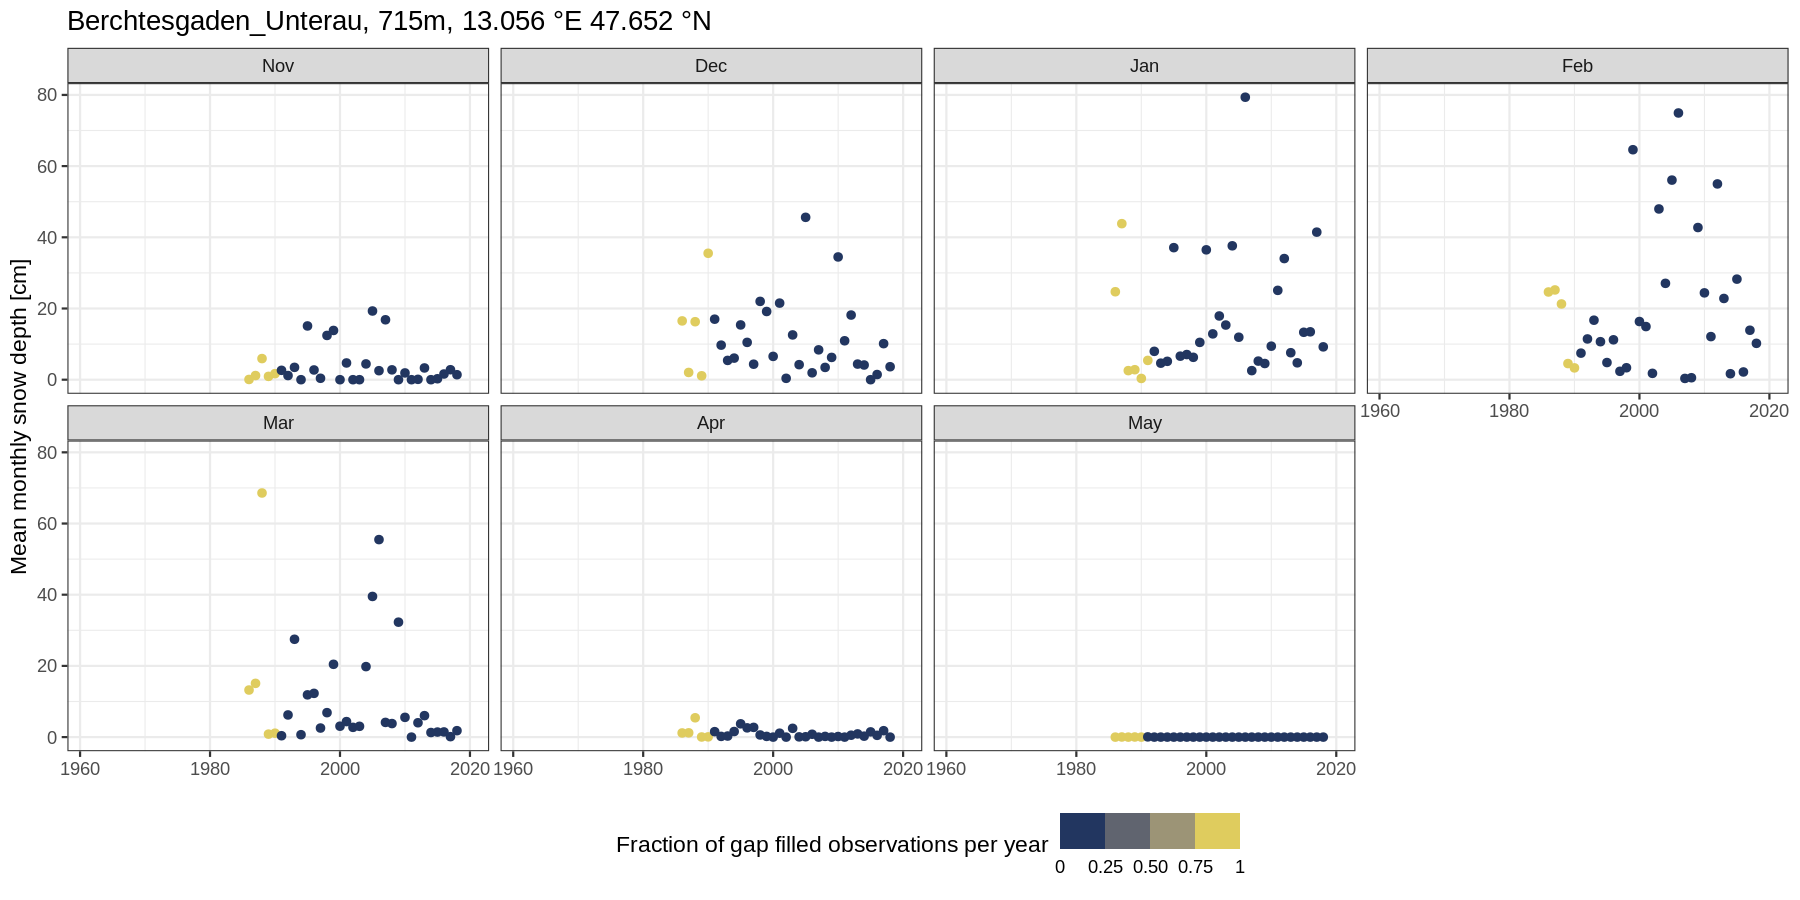 Berchtesgaden_Unterau, 715m, 13.056 °E 47.652 °N
Nov Dec Jan Feb
80
60
40
20
0
1960 1980 2000 2020
Mar Apr May
80
60
40
20
0
1960 1980 2000 2020 1960 1980 2000 2020 1960 1980 2000 2020
Mean monthly snow depth [cm]
Fraction of gap filled observations per year
0 0.25 0.50 0.75 1